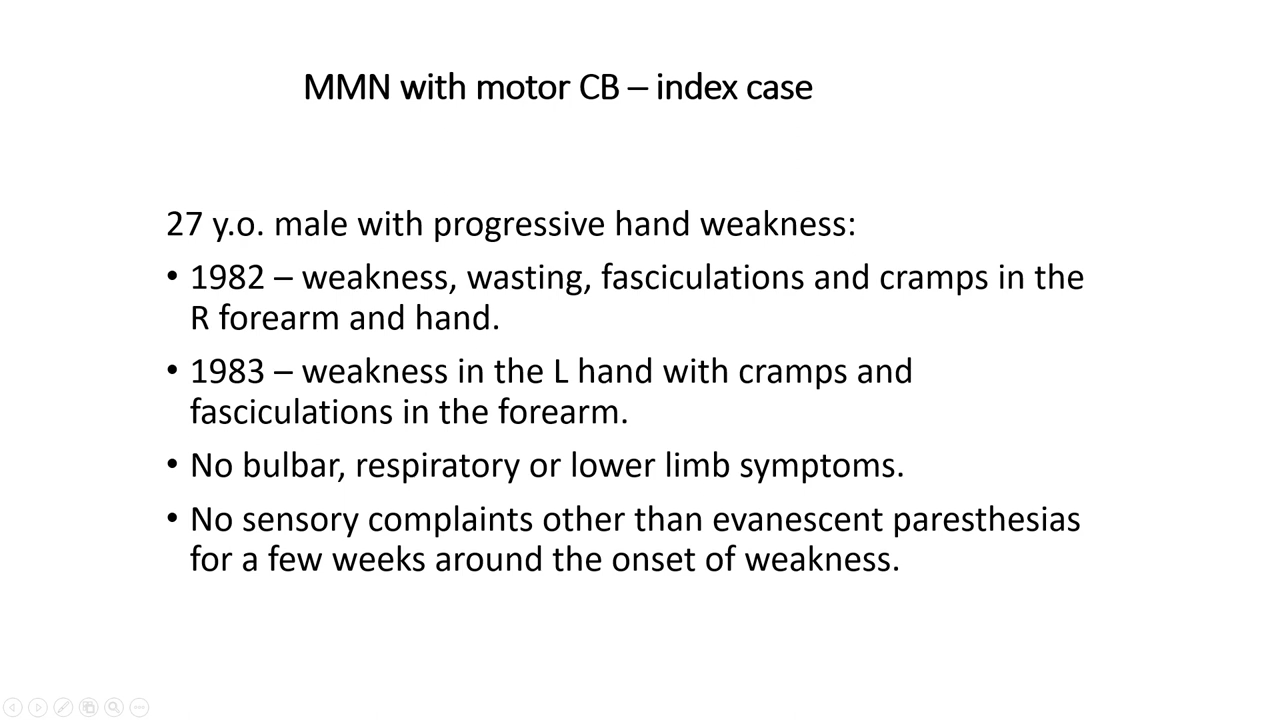 MMN with motor CB – index case
27 y.o. male with progressive hand weakness:
• 1982 – weakness, wasting, fasciculations and cramps in the
R forearm and hand.
• 1983 – weakness in the L hand with cramps and
fasciculations in the forearm.
• No bulbar, respiratory or lower limb symptoms.
• No sensory complaints other than evanescent paresthesias
for a few weeks around the onset of weakness.